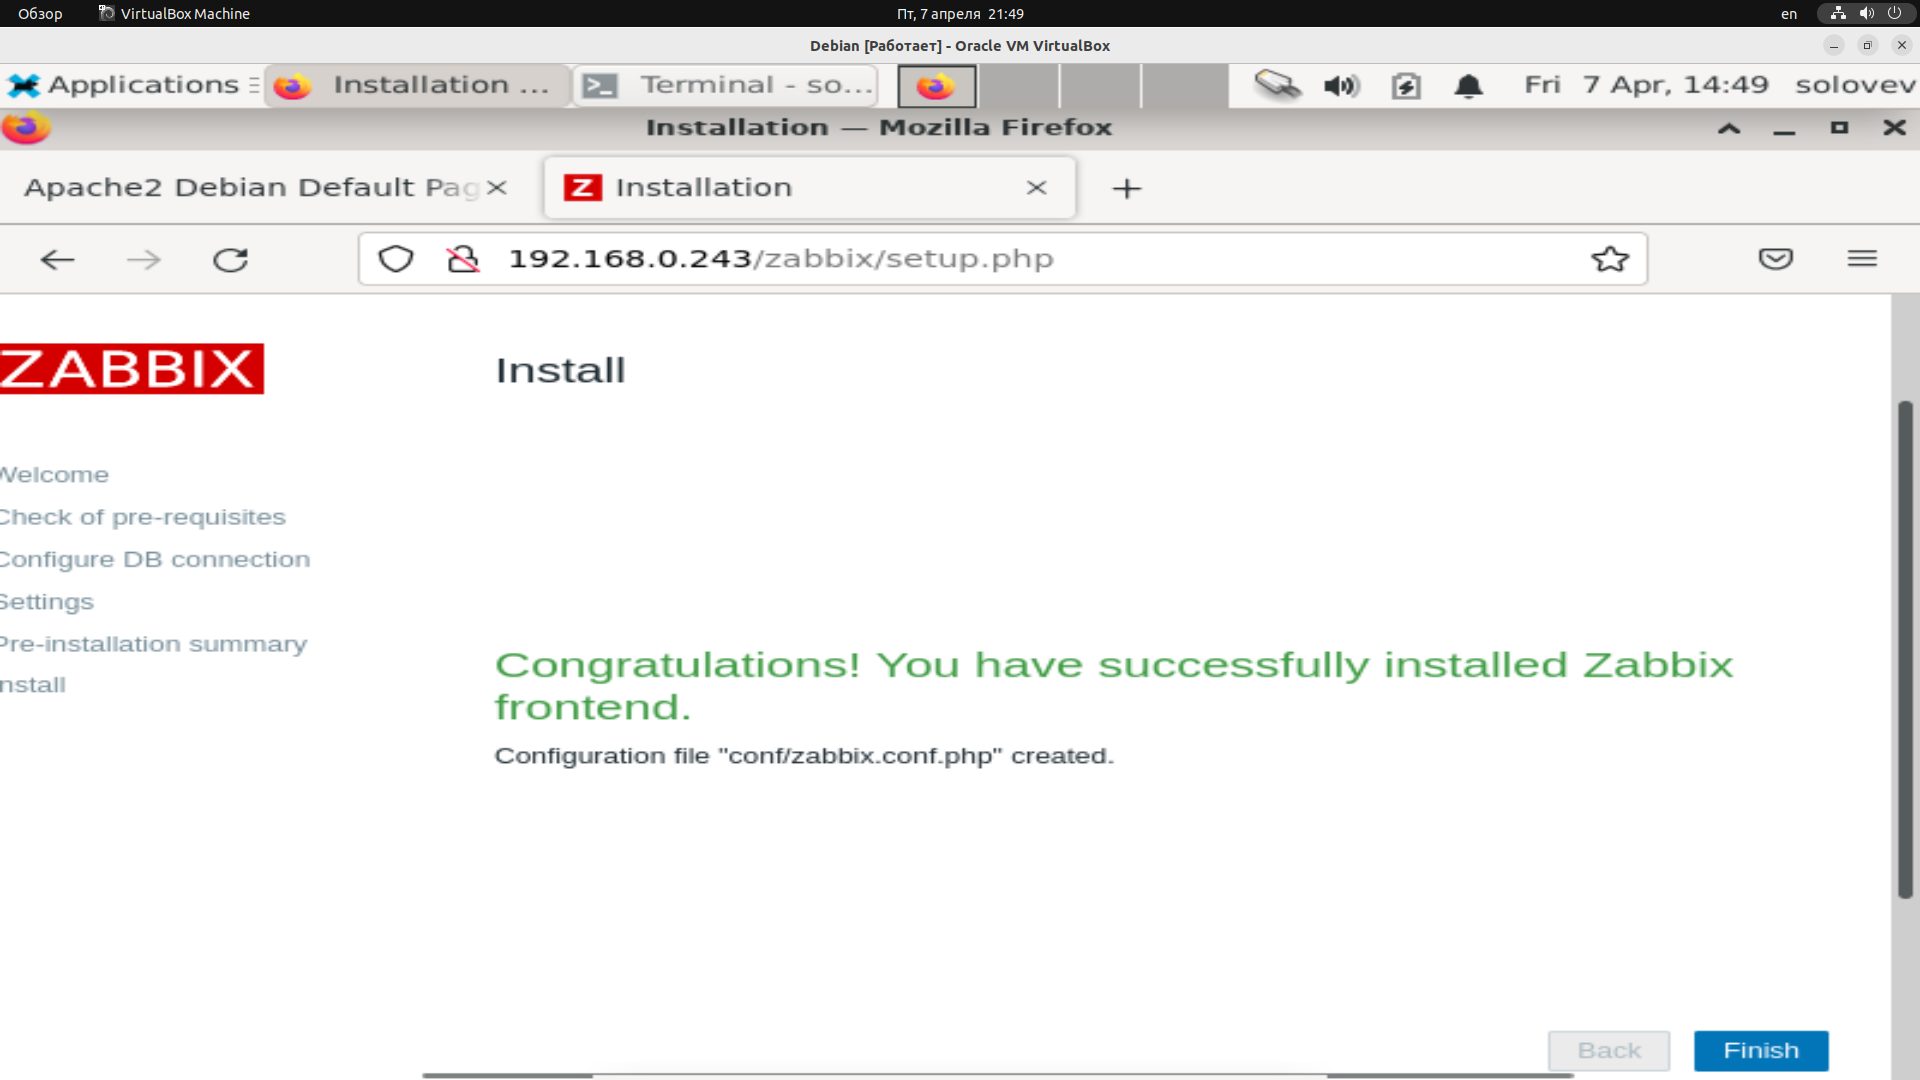 Обзор VirtualBox Machine Пт, 7 апреля 21:49 en
Debian [Работает] - Oracle VM VirtualBox
Applications Installation ... Terminal - so... Fri 7 Apr, 14:49 solovev
Installation — Mozilla Firefox
Apache2 Debian Default Pag Installation
192.168.0.243/zabbix/setup.php
ZABBIX
Install
Welcome
Check of pre-requisites
Configure DB connection
Settings
Pre-installation summary
nstall
Congratulations! You have successfully installed Zabbix
frontend.
Configuration file "conf/zabbix.conf.php" created.
Back Finish